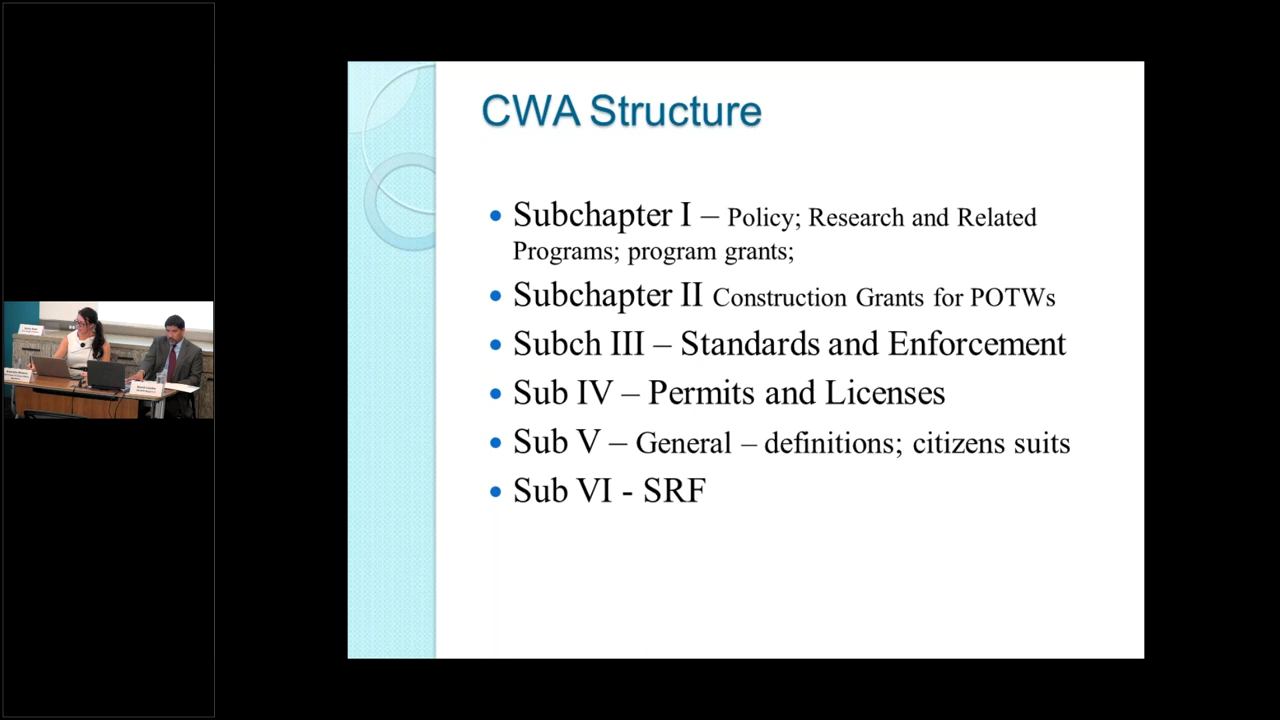 CWA Structure
• Subchapter I – Policy; Research and Related
Programs; program grants;
• Subchapter II Construction Grants for POTWs
• Subch III – Standards and Enforcement
• Sub IV – Permits and Licenses
• Sub V – General – definitions; citizens suits
• Sub VI - SRF